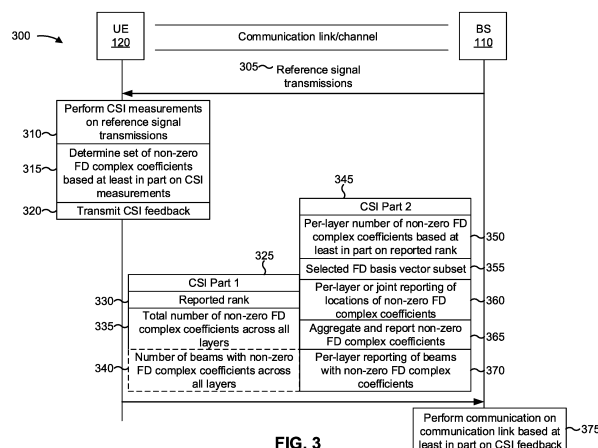 300
UE
120
Communication link/channel
BS
110
305
Reference signal
transmissions
310
Perform CSI measurements
on reference signal
transmissions
315
Determine set of non-zero
FD complex coefficients
based at least in part on CSI
measurements
320
Transmit CSI feedback
325
CSI Part 1
330
Reported rank
335
Total number of non-zero FD
complex coefficients across all
layers
340
Number of beams with non-zero
FD complex coefficients across
all layers
345
CSI Part 2
Per-layer number of non-zero FD
complex coefficients based at
least in part on reported rank
350
Selected FD basis vector subset
355
Per-layer or joint reporting of
locations of non-zero FD
complex coefficients
360
Aggregate and report non-zero
FD complex coefficients
365
Per-layer reporting of beams
with non-zero FD complex
coefficients
370
Perform communication on
communication link based at
least in part on CSI feedback
375
FIG. 3